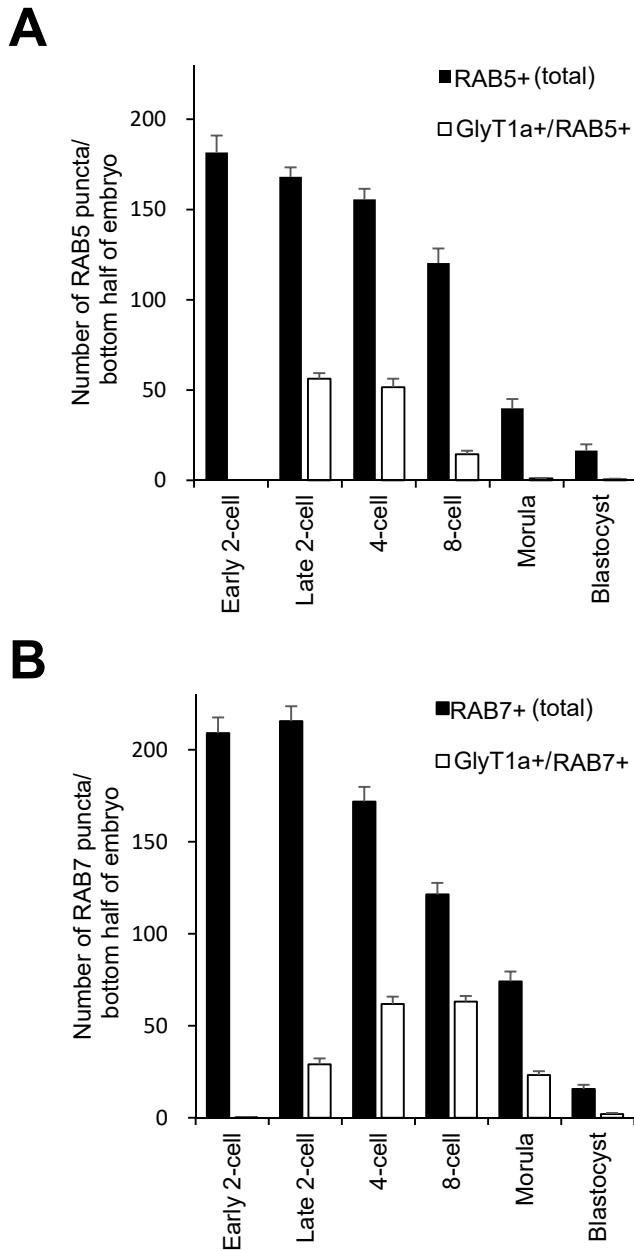 A
RAB5+ (total)
GlyT1a+/RAB5+
Number of RAB5 puncta/
bottom half of embryo
200
150
100
50
0
Early 2-cell
Late 2-cell
4-cell
8-cell
Morula
Blastocyst
B
RAB7+ (total)
GlyT1a+/RAB7+
Number of RAB7 puncta/
bottom half of embryo
200
150
100
50
0
Early 2-cell
Late 2-cell
4-cell
8-cell
Morula
Blastocyst